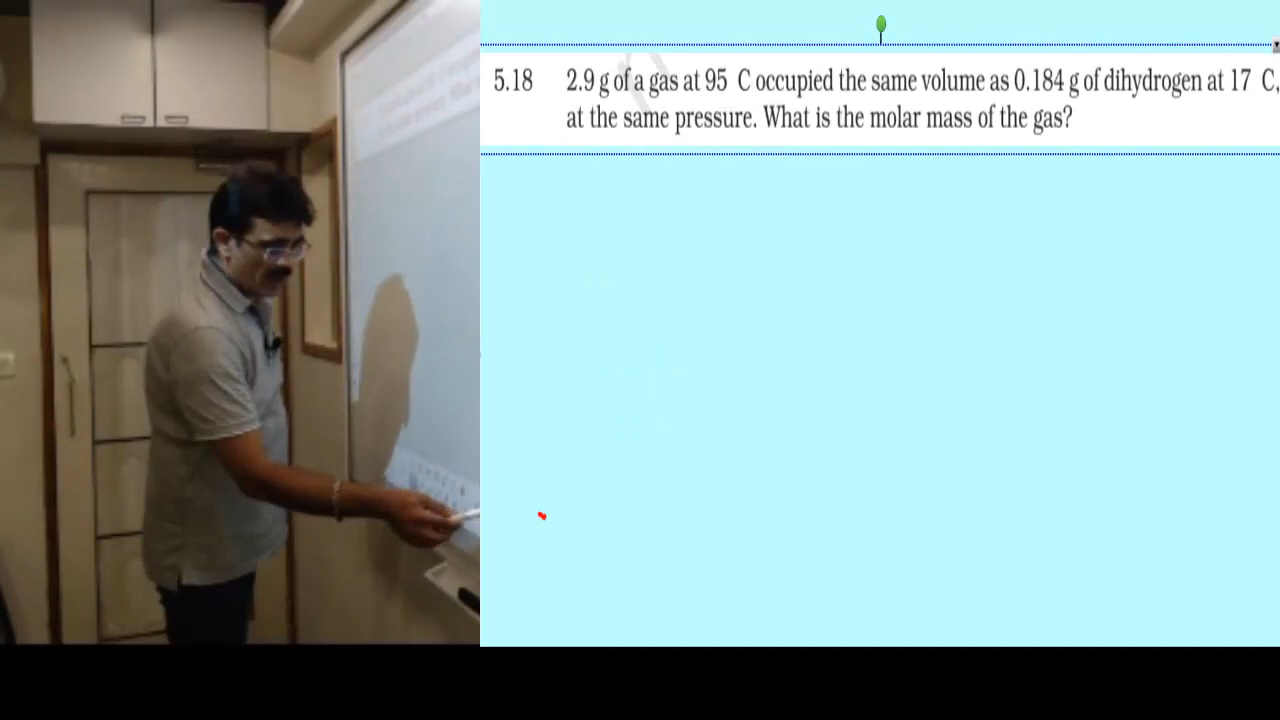 5.18 2.9 g of a gas at 95 C occupied the same volume as 0.184 g of dihydrogen at 17 C,
at the same pressure. What is the molar mass of the gas?